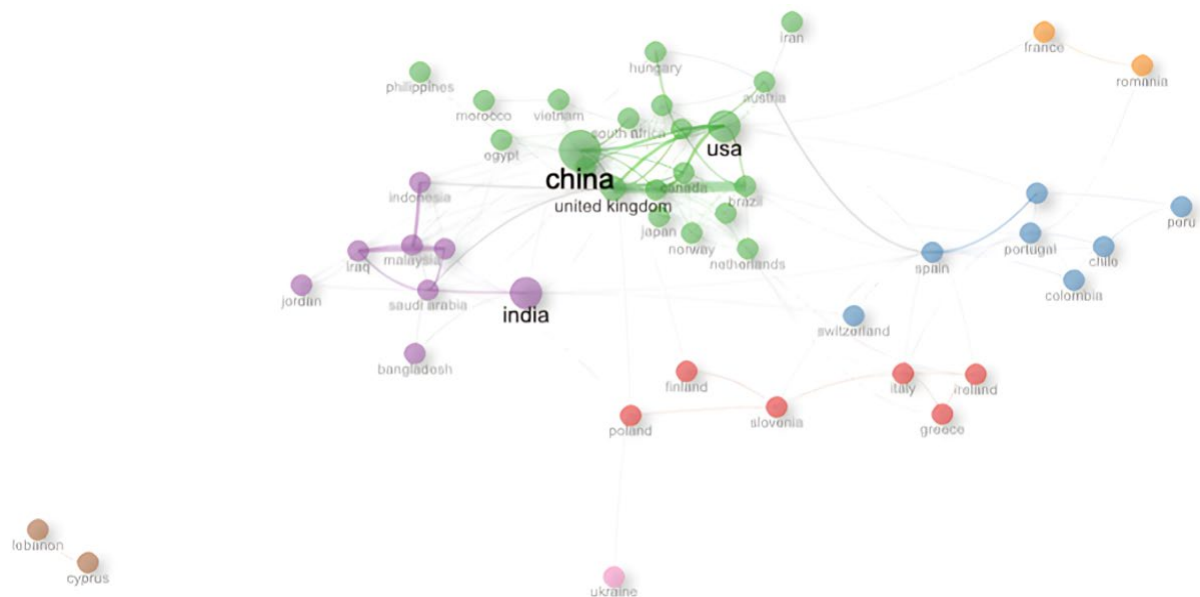 iran
france
hungary
romania
philippines
austria
morocco
vietnam
south africa
usa
egypt
china
canada
indonesia
brazil
united kingdom
peru
japan
norway
portugal
iraq
malaysia
netherlands
chile
spain
jordan
saudi arabia
colombia
india
switzerland
bangladesh
finland
italy
ireland
slovenia
poland
greece
lebanon
cyprus
ukraine